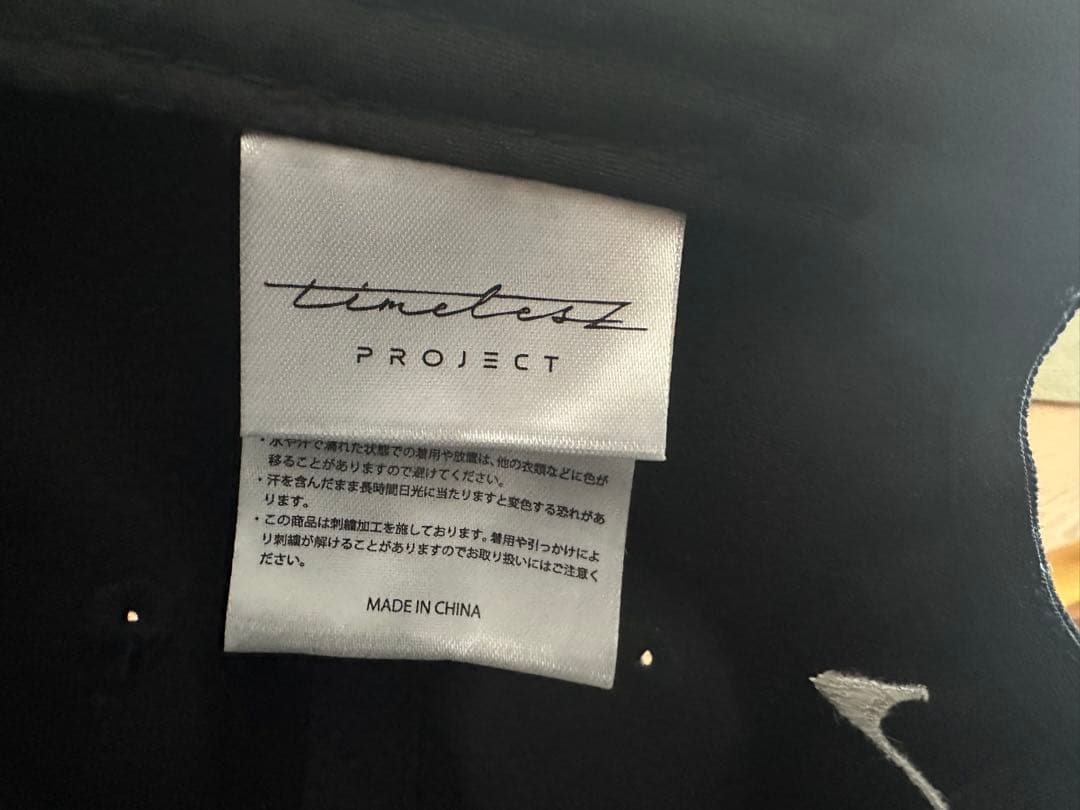 timelesz
PROJECT
・水や汗で濡れた状態での着用や放置は、他の衣類などに色が
移ることがありますので避けてください。
・汗を含んだまま長時間日光に当たりますと変色する恐れがあ
ります。
・この商品は刺繍加工を施しております。着用や引っかけによ
り刺繍が解けることがありますのでお取り扱いにはご注意く
ださい。
MADE IN CHINA